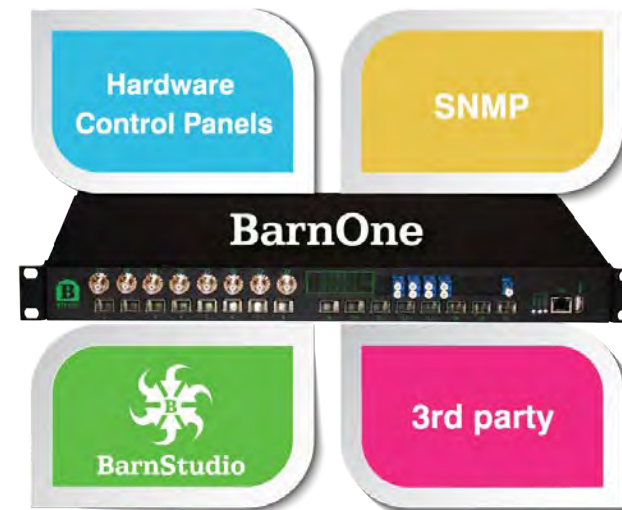 Hardware
Control Panels
SNMP
BarnOne
B
B
BarnStudio
3rd party